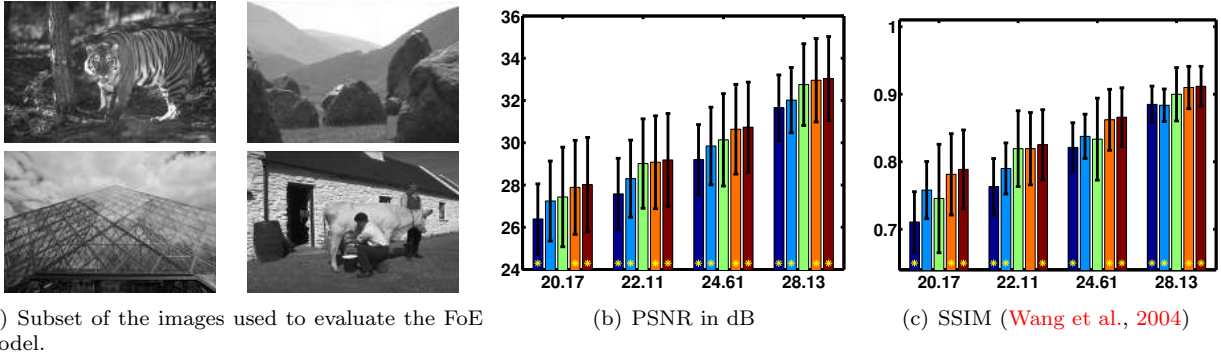 36
34
32
30
28
26
24
20.17 22.11 24.61 28.13
1
0.9
0.8
0.7
20.17 22.11 24.61 28.13
) Subset of the images used to evaluate the FoE
odel.
(b) PSNR in dB
(c) SSIM (Wang et al., 2004)